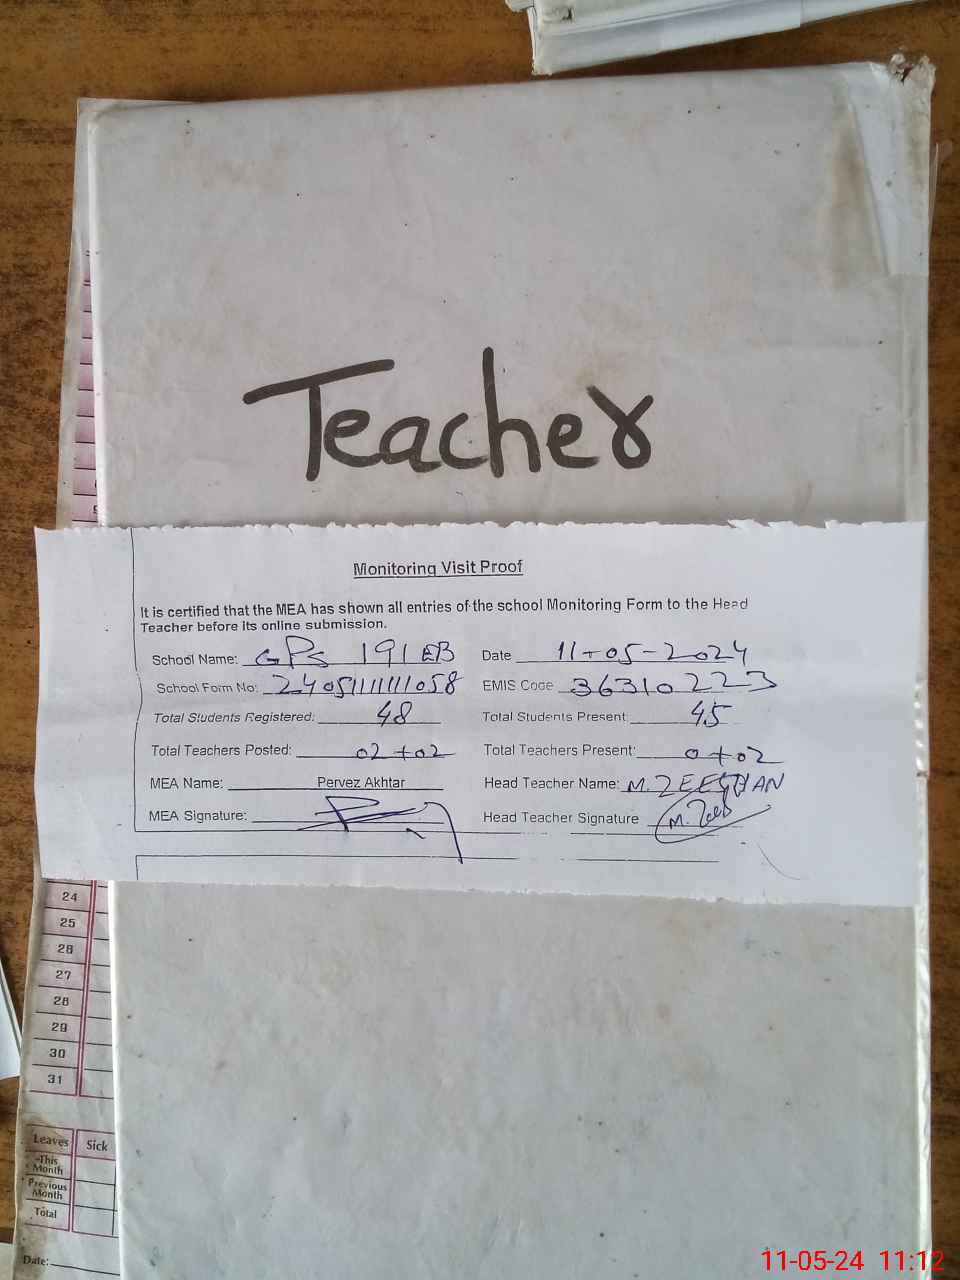 Teacher
Monitoring Visit Proof
It is certified that the MEA has shown all entries of the school Monitoring Form to the Head
Teacher before its online submission.
School Name: GPS 191 EB Date 11-05-2024
School Form No: 2405111111058 EMIS Code 36310223
Total Students Registered: 48 Total Students Present: 45
Total Teachers Posted: 02+02 Total Teachers Present: 0+02
MEA Name: Pervez Akhtar Head Teacher Name: M. ZEESHAN
MEA Signature: Head Teacher Signature M. Zeeb
24
25
26
27
28
29
30
31
Leaves Sick
This
Month
Previous
Month
Total
Date:
11-05-24 11:12